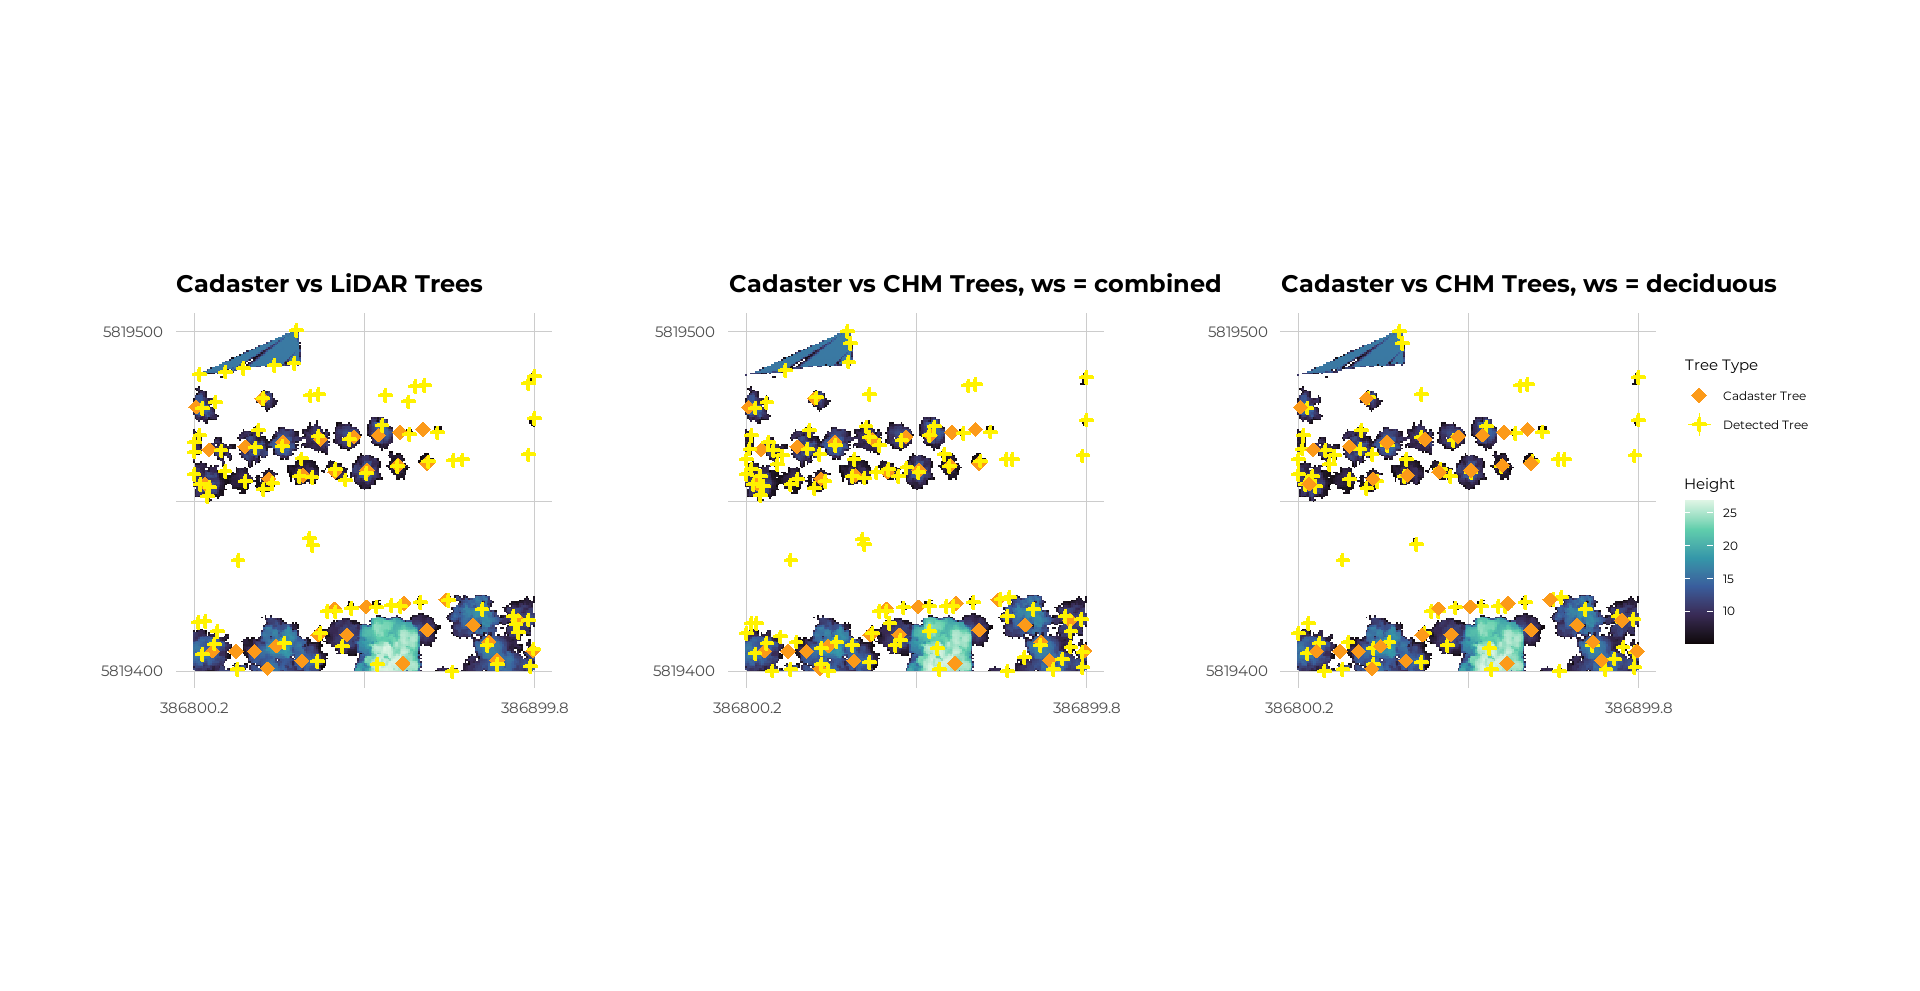 Cadaster vs LiDAR Trees
Cadaster vs CHM Trees, ws = combined
Cadaster vs CHM Trees, ws = deciduous
5819500
5819400
386800.2
386899.8
5819500
5819400
386800.2
386899.8
5819500
5819400
386800.2
386899.8
Tree Type
Cadaster Tree
Detected Tree
Height
25
20
15
10